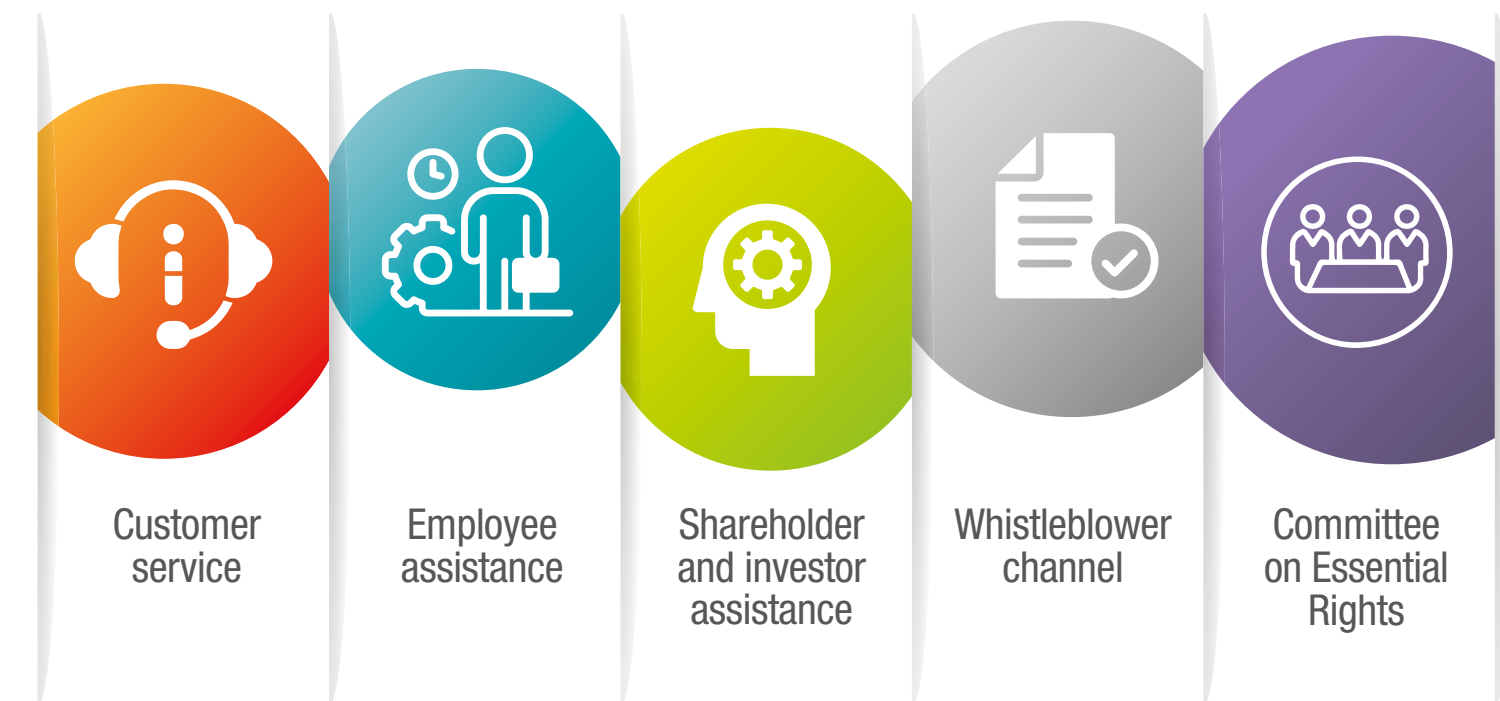 Customer
service
Employee
assistance
Shareholder
and investor
assistance
Whistleblower
channel
Committee
on Essential
Rights